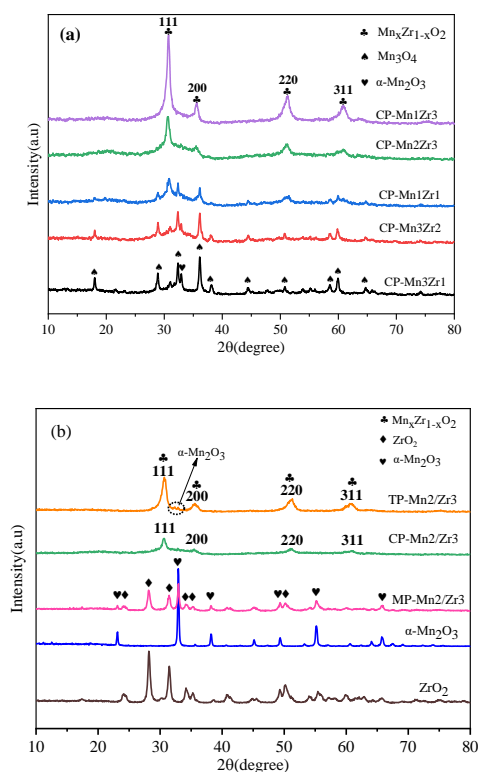 (a)
111
♣ MnxZr1-xO2
♠ Mn3O4
♥ α-Mn2O3
200
220
311
CP-Mn1Zr3
CP-Mn2Zr3
CP-Mn1Zr1
CP-Mn3Zr2
CP-Mn3Zr1
Intensity(a.u)
10 20 30 40 50 60 70 80
2θ(degree)
(b)
♣ MnxZr1-xO2
♦ ZrO2
♥ α-Mn2O3
α-Mn2O3
111
200
220
311
TP-Mn2/Zr3
111
200
220
311
CP-Mn2/Zr3
MP-Mn2/Zr3
α-Mn2O3
ZrO2
Intensity(a.u)
10 20 30 40 50 60 70 80
2θ(degree)